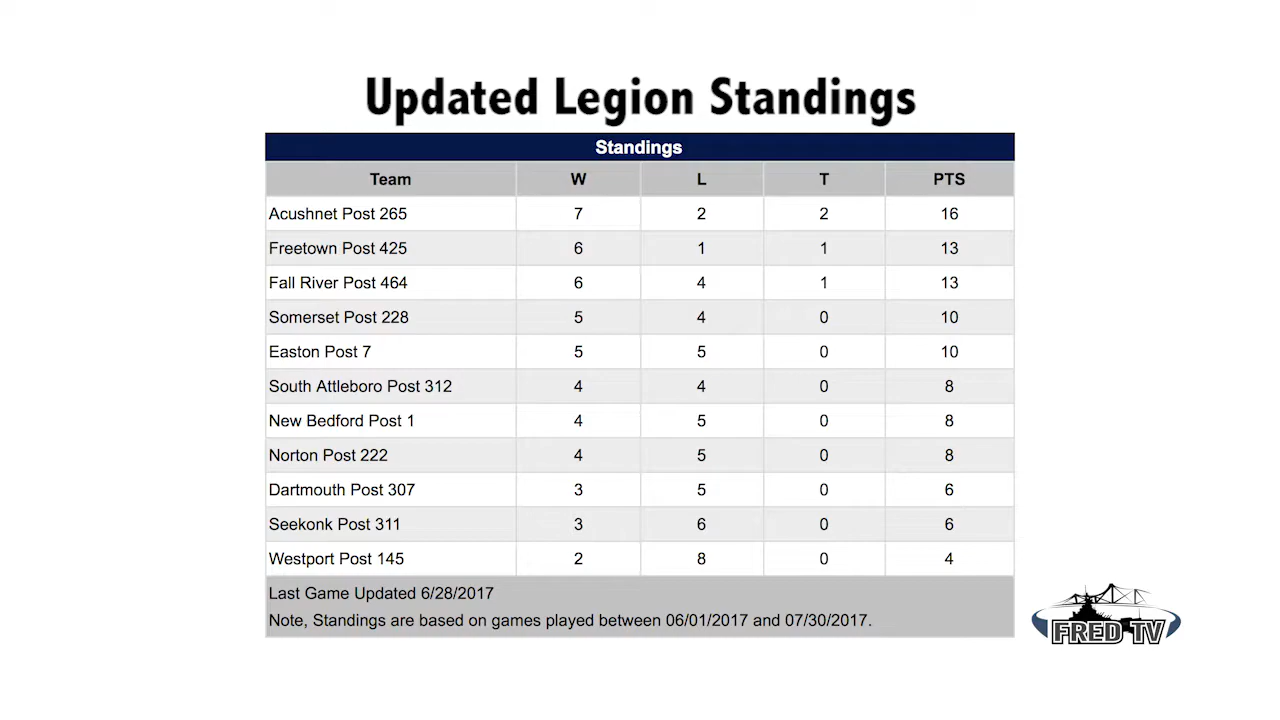 Updated Legion Standings
Standings
Team W L T PTS
Acushnet Post 265 7 2 2 16
Freetown Post 425 6 1 1 13
Fall River Post 464 6 4 1 13
Somerset Post 228 5 4 0 10
Easton Post 7 5 5 0 10
South Attleboro Post 312 4 4 0 8
New Bedford Post 1 4 5 0 8
Norton Post 222 4 5 0 8
Dartmouth Post 307 3 5 0 6
Seekonk Post 311 3 6 0 6
Westport Post 145 2 8 0 4
Last Game Updated 6/28/2017
Note, Standings are based on games played between 06/01/2017 and 07/30/2017.
FRED TV